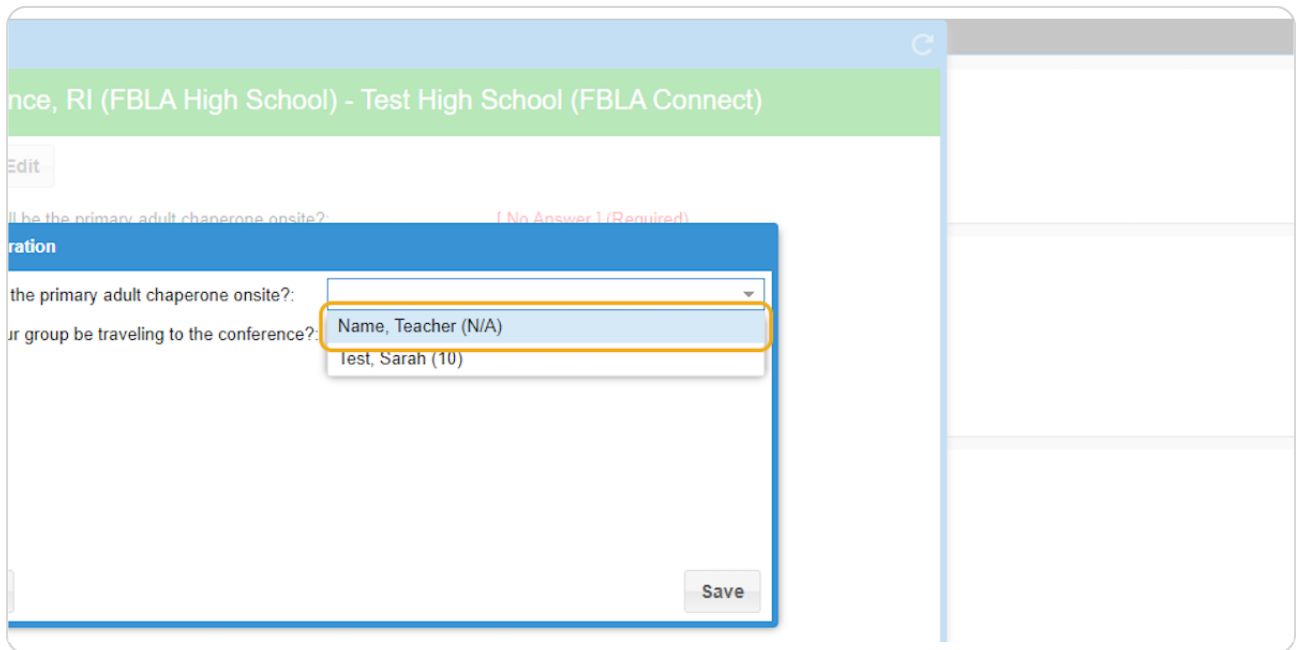 nce, RI (FBLA High School) - Test High School (FBLA Connect)
Edit
ll be the primary adult chaperone onsite?: [ No Answer ] (Required)
ration
the primary adult chaperone onsite?:
ur group be traveling to the conference?:
Name, Teacher (N/A)
Test, Sarah (10)
Save